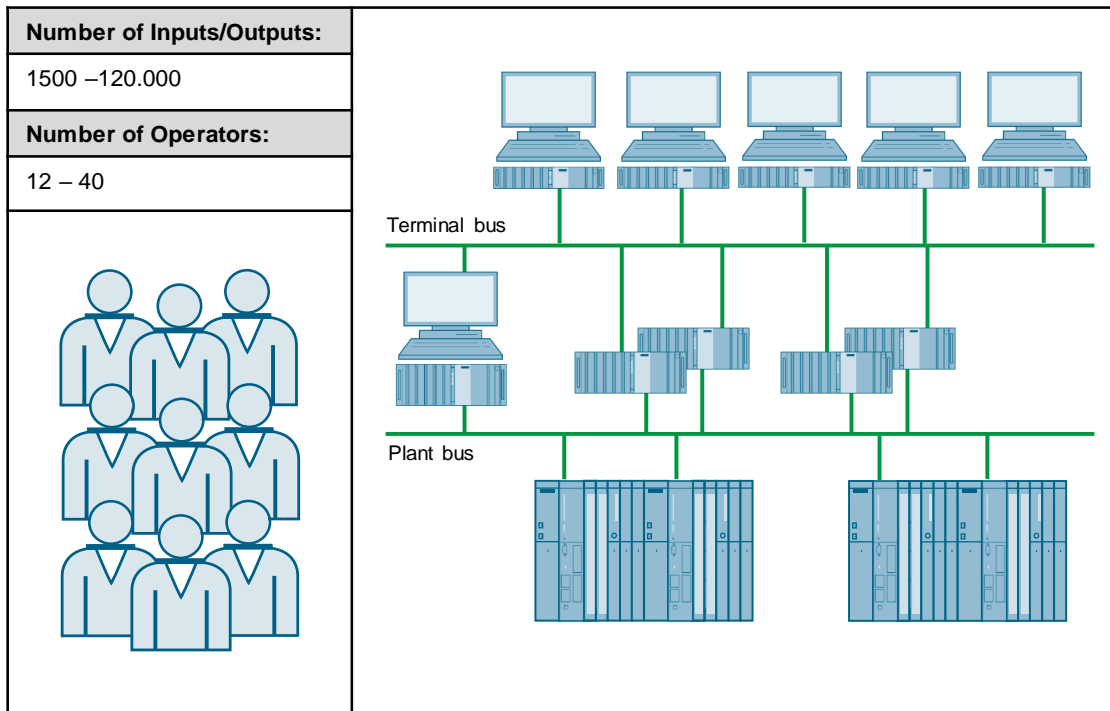 Number of Inputs/Outputs:
1500 –120.000
Number of Operators:
12 – 40
Terminal bus
Plant bus